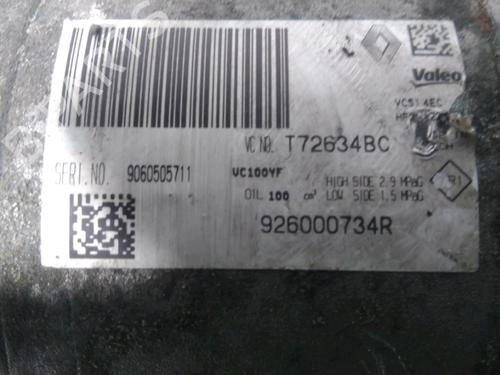 Valeo
VCS14EC
VC NO. T72634BC
SERI.NO. 9060505711
VC100YF
OIL 100 cm³
HIGH SIDE 2.9 MPaG
LOW SIDE 1.5 MPaG
926000734R
PARTS